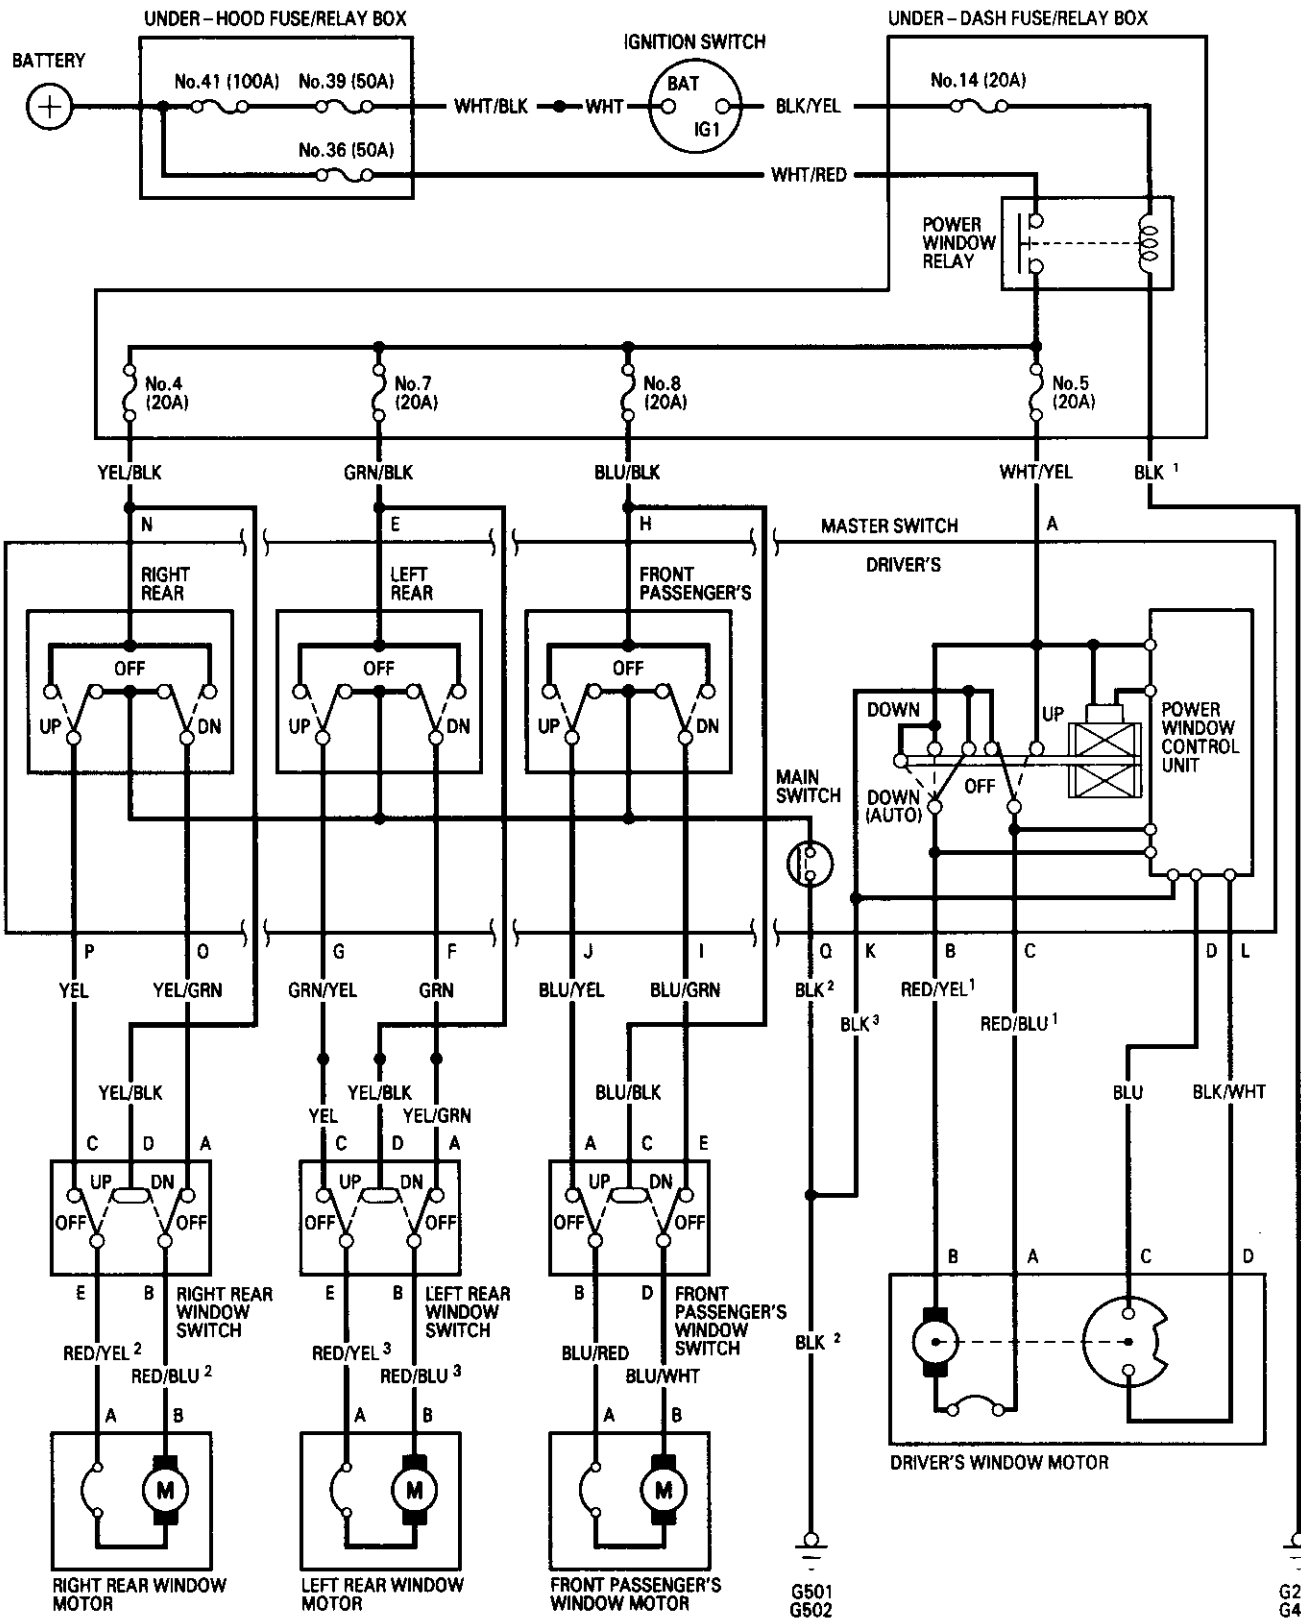 UNDER-HOOD FUSE/RELAY BOX
UNDER-DASH FUSE/RELAY BOX
BATTERY
IGNITION SWITCH
No.41 (100A)
No.39 (50A)
BAT
No.14 (20A)
WHT/BLK
WHT
BLK/YEL
IG1
No.36 (50A)
WHT/RED
POWER
WINDOW
RELAY
No.4
(20A)
No.7
(20A)
No.8
(20A)
No.5
(20A)
YEL/BLK
GRN/BLK
BLU/BLK
WHT/YEL
BLK 1
N
E
H
MASTER SWITCH
A
RIGHT
REAR
LEFT
REAR
FRONT
PASSENGER'S
DRIVER'S
OFF
UP
DN
OFF
UP
DN
OFF
UP
DN
DOWN
UP
OFF
DOWN
(AUTO)
POWER
WINDOW
CONTROL
UNIT
MAIN
SWITCH
P
O
G
F
J
I
Q
K
B
C
D
L
YEL
YEL/GRN
GRN/YEL
GRN
BLU/YEL
BLU/GRN
BLK 2
RED/YEL 1
BLK 3
RED/BLU 1
YEL/BLK
YEL/BLK
BLU/BLK
BLU
BLK/WHT
YEL
YEL/GRN
C
D
A
C
D
A
A
C
E
UP
DN
OFF
OFF
UP
DN
OFF
OFF
UP
DN
OFF
OFF
B
A
C
D
E
B
RIGHT REAR
WINDOW
SWITCH
E
B
LEFT REAR
WINDOW
SWITCH
B
D
FRONT
PASSENGER'S
WINDOW
SWITCH
RED/YEL 2
RED/BLU 2
RED/YEL 3
RED/BLU 3
BLU/RED
BLU/WHT
BLK 2
A
B
A
B
A
B
M
M
M
DRIVER'S WINDOW MOTOR
RIGHT REAR WINDOW
MOTOR
LEFT REAR WINDOW
MOTOR
FRONT PASSENGER'S
WINDOW MOTOR
G501
G502
G2
G4